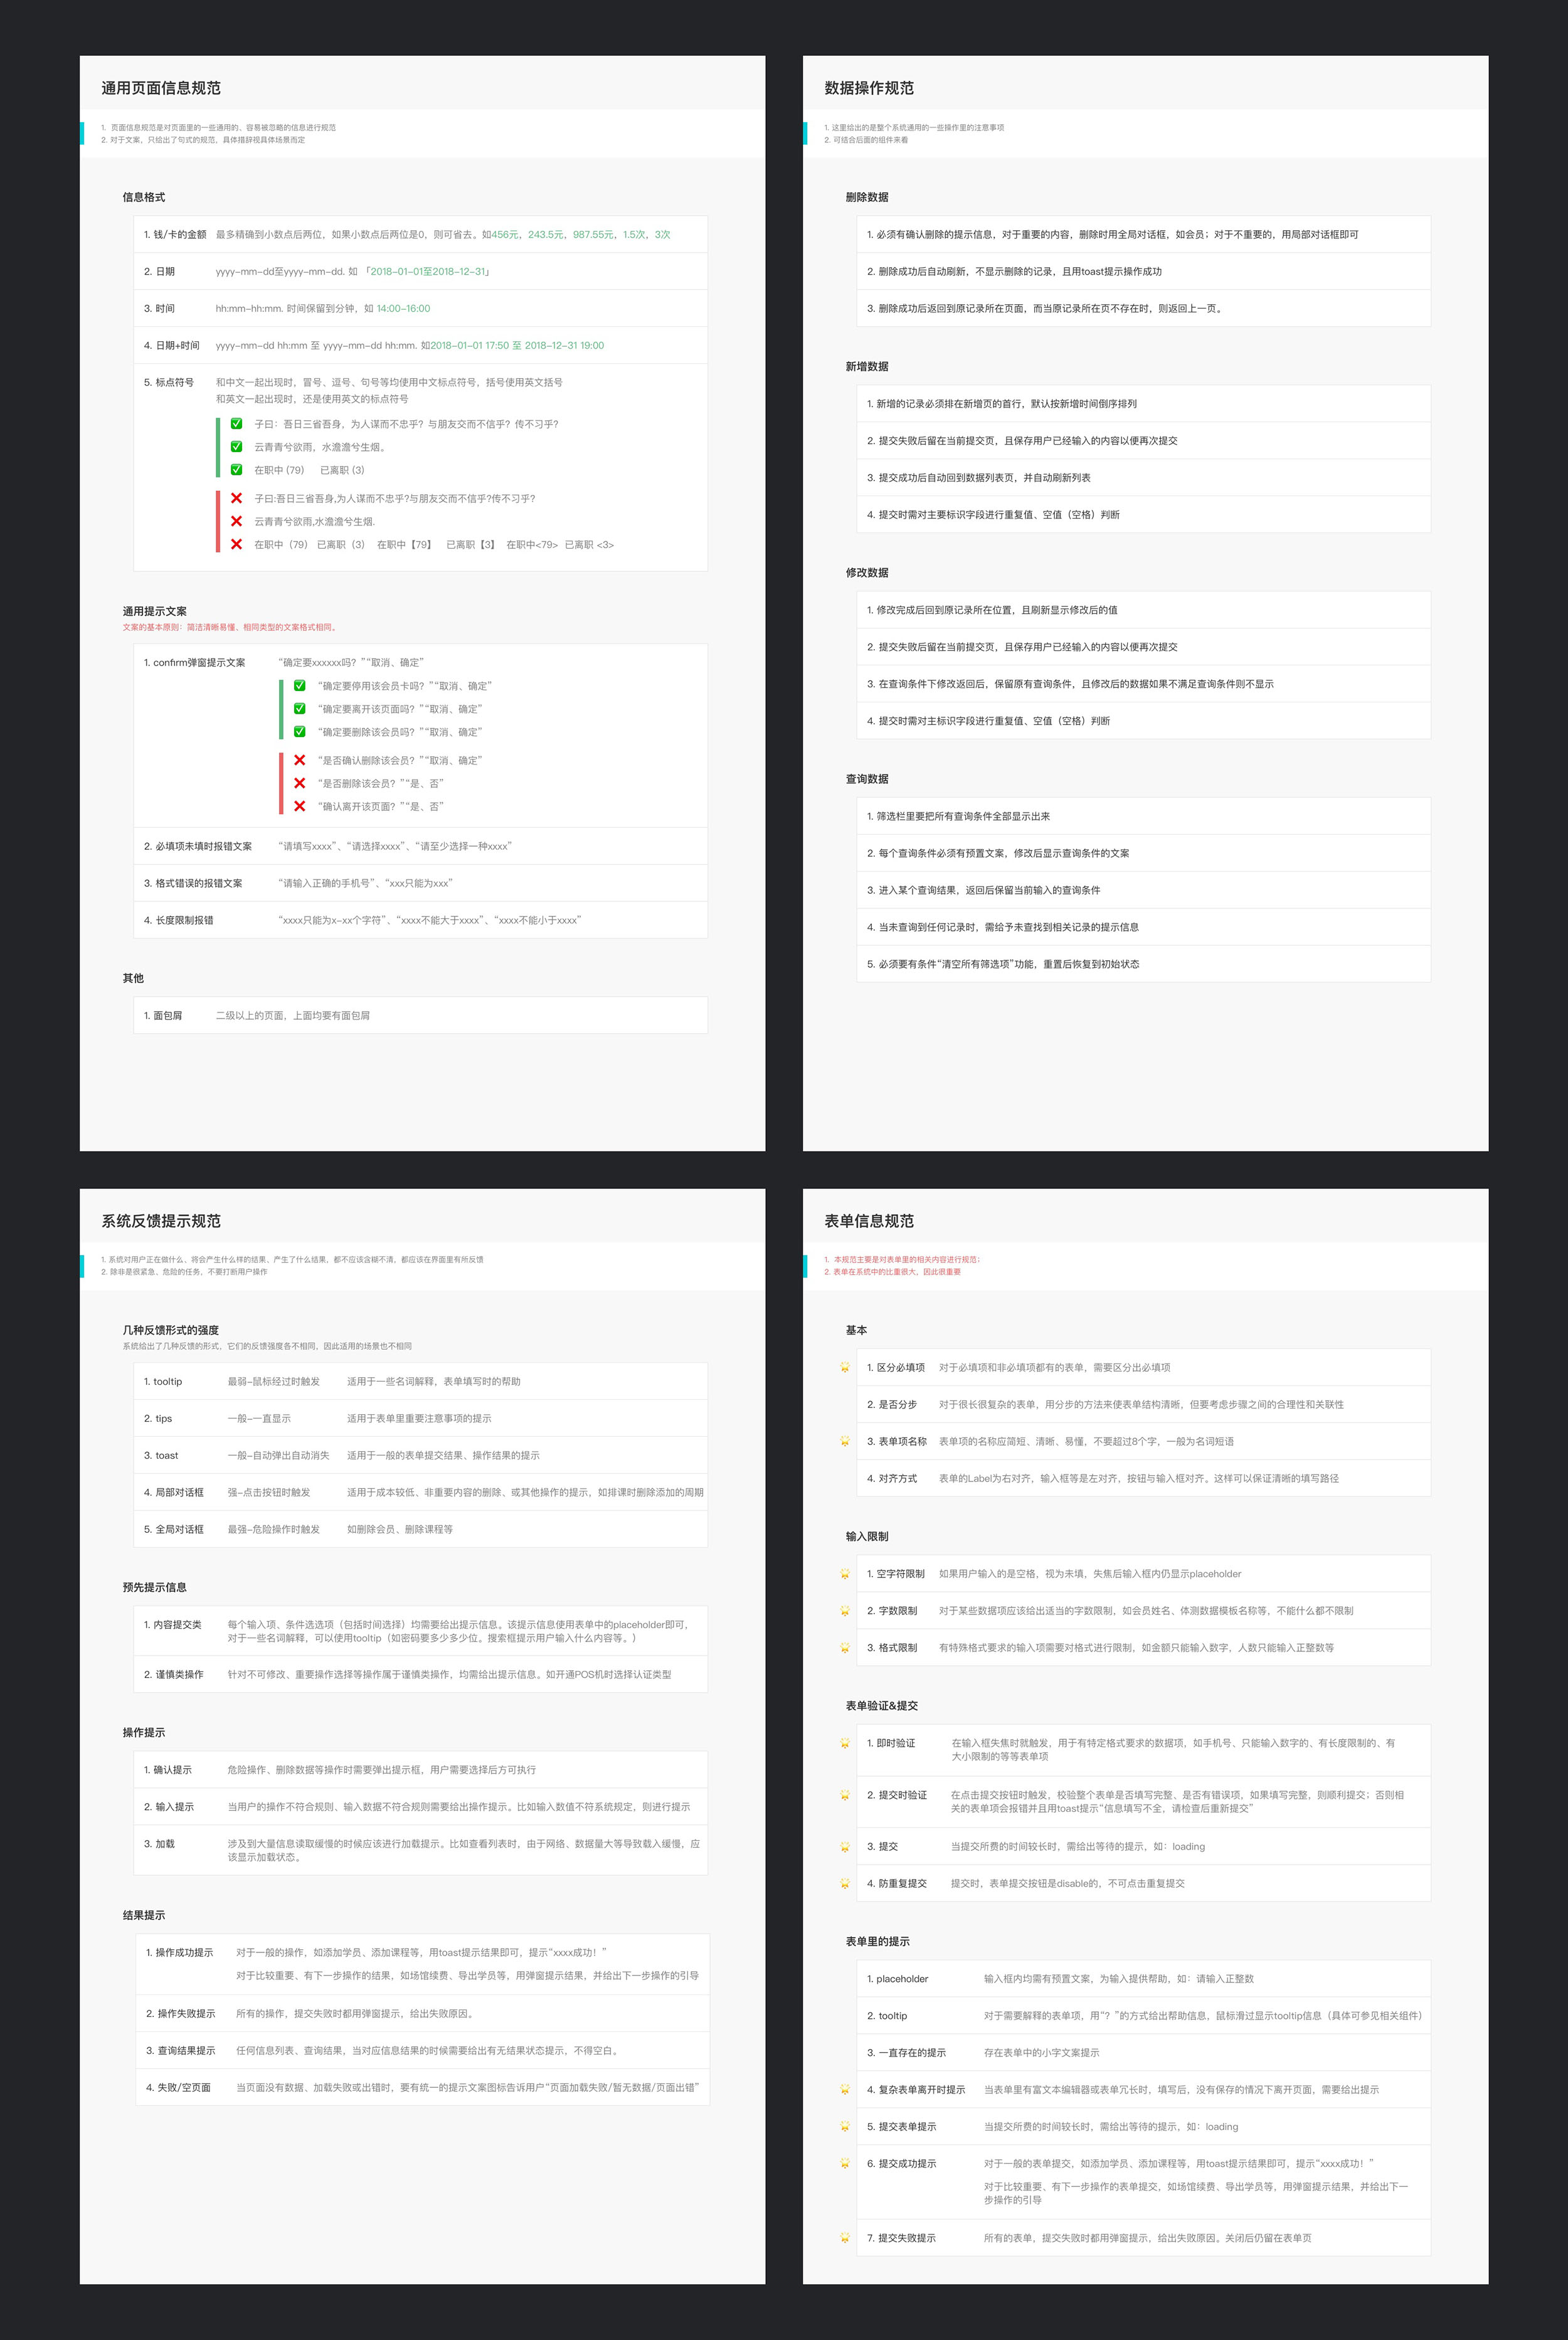 通用页面信息规范
1. 页面信息规范是对页面里的一些通用的、容易被忽略的信息进行规范
2. 对于文案，只给出了句式的规范，具体措辞视具体场景而定
信息格式
1. 钱/卡的金额 最多精确到小数点后两位，如果小数点后两位是0，则可省去。如456元，243.5元，987.55元，1.5次，3次
2. 日期 yyyy-mm-dd至yyyy-mm-dd. 如 「2018-01-01至2018-12-31」
3. 时间 hh:mm-hh:mm. 时间保留到分钟，如 14:00-16:00
4. 日期+时间 yyyy-mm-dd hh:mm 至 yyyy-mm-dd hh:mm. 如2018-01-01 17:50 至 2018-12-31 19:00
5. 标点符号 和中文一起出现时，冒号、逗号、句号等均使用中文标点符号，括号使用英文括号
和英文一起出现时，还是使用英文的标点符号
✅ 子曰：吾日三省吾身，为人谋而不忠乎？与朋友交而不信乎？传不习乎？
✅ 云青青兮欲雨，水澹澹兮生烟。
✅ 在职中 (79) 已离职 (3)
❌ 子曰:吾日三省吾身,为人谋而不忠乎?与朋友交而不信乎?传不习乎?
❌ 云青青兮欲雨,水澹澹兮生烟.
❌ 在职中（79） 已离职（3） 在职中【79】 已离职【3】 在职中<79> 已离职 <3>
通用提示文案
文案的基本原则：简洁清晰易懂、相同类型的文案格式相同。
1. confirm弹窗提示文案 “确定要xxxxxx吗？”“取消、确定”
✅ “确定要停用该会员卡吗？”“取消、确定”
✅ “确定要离开该页面吗？”“取消、确定”
✅ “确定要删除该会员吗？”“取消、确定”
❌ “是否确认删除该会员？”“取消、确定”
❌ “是否删除该会员？”“是、否”
❌ “确认离开该页面？”“是、否”
2. 必填项未填时报错文案 “请填写xxxx”、“请选择xxxx”、“请至少选择一种xxxx”
3. 格式错误的报错文案 “请输入正确的手机号”、“xxx只能为xxx”
4. 长度限制报错 “xxxx只能为x-xx个字符”、“xxxx不能大于xxxx”、“xxxx不能小于xxxx”
其他
1. 面包屑 二级以上的页面，上面均要有面包屑
数据操作规范
1. 这里给出的是整个系统通用的一些操作里的注意事项
2. 可结合后面的组件来看
删除数据
1. 必须有确认删除的提示信息，对于重要的内容，删除时用全局对话框，如会员；对于不重要的，用局部对话框即可
2. 删除成功后自动刷新，不显示删除的记录，且用toast提示操作成功
3. 删除成功后返回到原记录所在页面，而当原记录所在页不存在时，则返回上一页。
新增数据
1. 新增的记录必须排在新增页的首行，默认按新增时间倒序排列
2. 提交失败后留在当前提交页，且保存用户已经输入的内容以便再次提交
3. 提交成功后自动回到数据列表页，并自动刷新列表
4. 提交时需对主要标识字段进行重复值、空值（空格）判断
修改数据
1. 修改完成后回到原记录所在位置，且刷新显示修改后的值
2. 提交失败后留在当前提交页，且保存用户已经输入的内容以便再次提交
3. 在查询条件下修改返回后，保留原有查询条件，且修改后的数据如果不满足查询条件则不显示
4. 提交时需对主标识字段进行重复值、空值（空格）判断
查询数据
1. 筛选栏里要把所有查询条件全部显示出来
2. 每个查询条件必须有预置文案，修改后显示查询条件的文案
3. 进入某个查询结果，返回后保留当前输入的查询条件
4. 当未查询到任何记录时，需给予未查找到相关记录的提示信息
5. 必须要有条件“清空所有筛选项”功能，重置后恢复到初始状态
系统反馈提示规范
1. 系统对用户正在做什么、将会产生什么样的结果、产生了什么结果，都不应该含糊不清，都应该在界面里有所反馈
2. 除非是很紧急、危险的任务，不要打断用户操作
几种反馈形式的强度
系统给出了几种反馈的形式，它们的反馈强度各不相同，因此适用的场景也不相同
1. tooltip 最弱-鼠标经过时触发 适用于一些名词解释，表单填写时的帮助
2. tips 一般-一直显示 适用于表单里重要注意事项的提示
3. toast 一般-自动弹出自动消失 适用于一般的表单提交结果、操作结果的提示
4. 局部对话框 强-点击按钮时触发 适用于成本较低、非重要内容的删除、或其他操作的提示，如排课时删除添加的周期
5. 全局对话框 最强-危险操作时触发 如删除会员、删除课程等
预先提示信息
1. 内容提交类 每个输入项、条件选选项（包括时间选择）均需要给出提示信息。该提示信息使用表单中的placeholder即可，
对于一些名词解释，可以使用tooltip（如密码要多少多少位。搜索框提示用户输入什么内容等。）
2. 谨慎类操作 针对不可修改、重要操作选择等操作属于谨慎类操作，均需给出提示信息。如开通POS机时选择认证类型
操作提示
1. 确认提示 危险操作、删除数据等操作时需要弹出提示框，用户需要选择后方可执行
2. 输入提示 当用户的操作不符合规则、输入数据不符合规则需要给出操作提示。比如输入数值不符系统规定，则进行提示
3. 加载 涉及到大量信息读取缓慢的时候应该进行加载提示。比如查看列表时，由于网络、数据量大等导致载入缓慢，应
该显示加载状态。
结果提示
1. 操作成功提示 对于一般的操作，如添加学员、添加课程等，用toast提示结果即可，提示“xxxx成功！”
对于比较重要、有下一步操作的结果，如场馆续费、导出学员等，用弹窗提示结果，并给出下一步操作的引导
2. 操作失败提示 所有的操作，提交失败时都用弹窗提示，给出失败原因。
3. 查询结果提示 任何信息列表、查询结果，当对应信息结果的时候需要给出有无结果状态提示，不得空白。
4. 失败/空页面 当页面没有数据、加载失败或出错时，要有统一的提示文案图标告诉用户“页面加载失败/暂无数据/页面出错”
表单信息规范
1. 本规范主要是对表单里的相关内容进行规范；
2. 表单在系统中的比重很大，因此很重要
基本
1. 区分必填项 对于必填项和非必填项都有的表单，需要区分出必填项
2. 是否分步 对于很长很复杂的表单，用分步的方法来使表单结构清晰，但要考虑步骤之间的合理性和关联性
3. 表单项名称 表单项的名称应简短、清晰、易懂，不要超过8个字，一般为名词短语
4. 对齐方式 表单的Label为右对齐，输入框等是左对齐，按钮与输入框对齐。这样可以保证清晰的填写路径
输入限制
1. 空字符限制 如果用户输入的是空格，视为未填，失焦后输入框内仍显示placeholder
2. 字数限制 对于某些数据项应该给出适当的字数限制，如会员姓名、体测数据模板名称等，不能什么都不限制
3. 格式限制 有特殊格式要求的输入项需要对格式进行限制，如金额只能输入数字，人数只能输入正整数等
表单验证&提交
1. 即时验证 在输入框失焦时就触发，用于有特定格式要求的数据项，如手机号、只能输入数字的、有长度限制的、有
大小限制的等等表单项
2. 提交时验证 在点击提交按钮时触发，校验整个表单是否填写完整、是否有错误项，如果填写完整，则顺利提交；否则相
关的表单项会报错并且用toast提示“信息填写不全，请检查后重新提交”
3. 提交 当提交所费的时间较长时，需给出等待的提示，如：loading
4. 防重复提交 提交时，表单提交按钮是disable的，不可点击重复提交
表单里的提示
1. placeholder 输入框内均需有预置文案，为输入提供帮助，如：请输入正整数
2. tooltip 对于需要解释的表单项，用“？”的方式给出帮助信息，鼠标滑过显示tooltip信息（具体可参见相关组件）
3. 一直存在的提示 存在表单中的小字文案提示
4. 复杂表单离开时提示 当表单里有富文本编辑器或表单冗长时，填写后，没有保存的情况下离开页面，需要给出提示
5. 提交表单提示 当提交所费的时间较长时，需给出等待的提示，如：loading
6. 提交成功提示 对于一般的表单提交，如添加学员、添加课程等，用toast提示结果即可，提示“xxxx成功！”
对于比较重要、有下一步操作的表单提交，如场馆续费、导出学员等，用弹窗提示结果，并给出下一
步操作的引导
7. 提交失败提示 所有的表单，提交失败时都用弹窗提示，给出失败原因。关闭后仍留在表单页